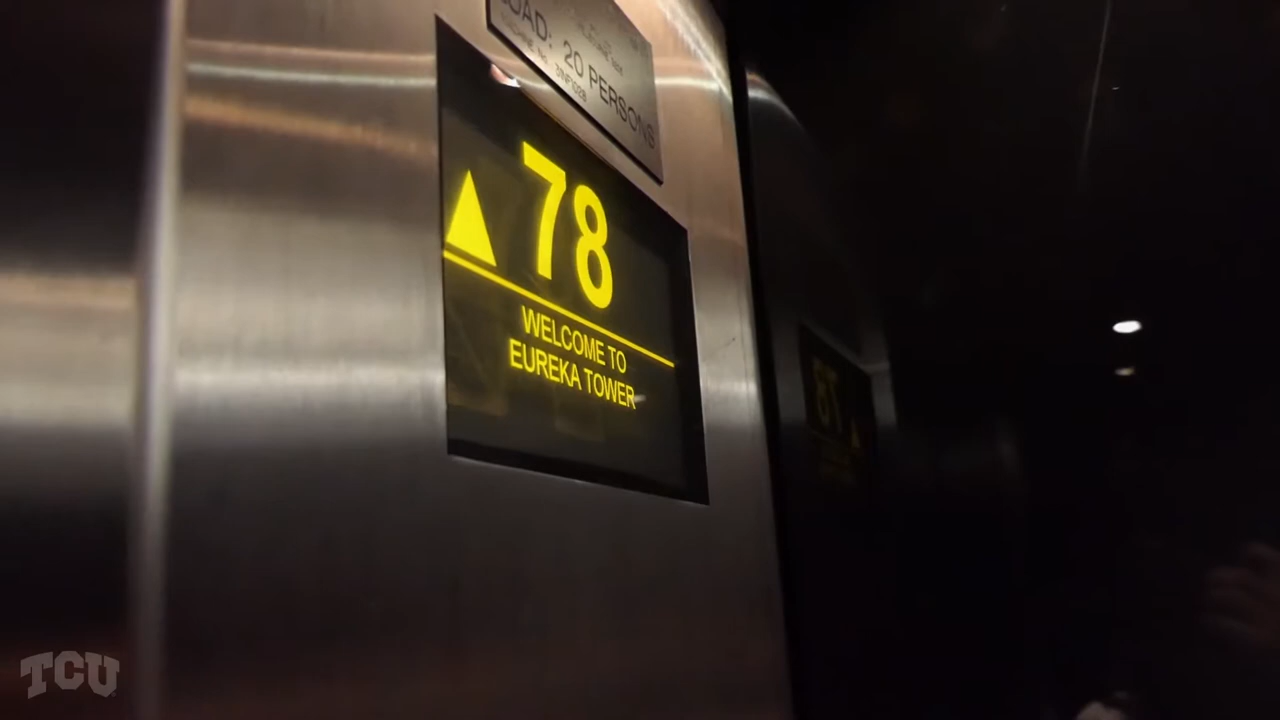 LOAD: 20 PERSONS
78
WELCOME TO
EUREKA TOWER
TCU